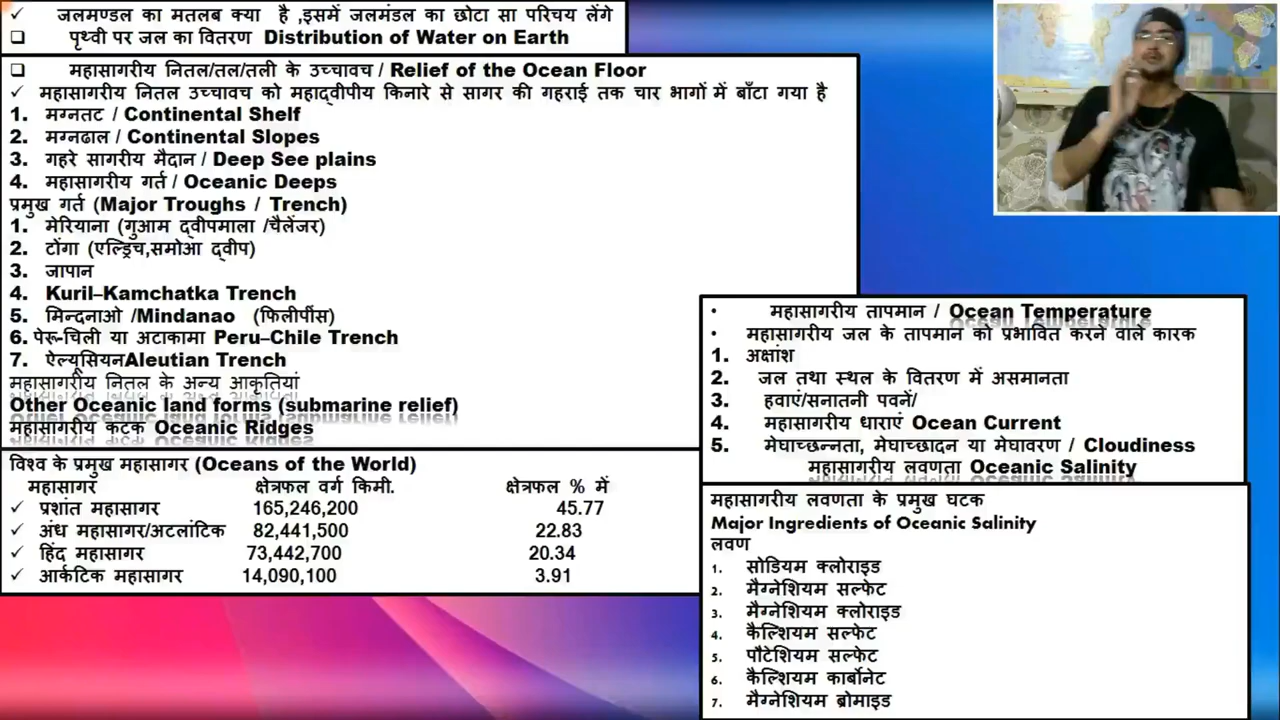 ✓ जलमण्डल का मतलब क्या है ,इसमें जलमंडल का छोटा सा परिचय लेंगे
❑ पृथ्वी पर जल का वितरण Distribution of Water on Earth
❑ महासागरीय नितल/तल/तली के उच्चावच / Relief of the Ocean Floor
✓ महासागरीय नितल उच्चावच को महाद्वीपीय किनारे से सागर की गहराई तक चार भागों में बाँटा गया है
1. मग्नतट / Continental Shelf
2. मग्नढाल / Continental Slopes
3. गहरे सागरीय मैदान / Deep See plains
4. महासागरीय गर्त / Oceanic Deeps
प्रमुख गर्त (Major Troughs / Trench)
1. मेरियाना (गुआम द्वीपमाला /चैलेंजर)
2. टोंगा (एल्ड्रिच,समोआ द्वीप)
3. जापान
4. Kuril–Kamchatka Trench
5. मिन्दनाओ /Mindanao (फिलीपींस)
6. पेरू-चिली या अटाकामा Peru–Chile Trench
7. ऐल्यूसियनAleutian Trench
महासागरीय नितल के अन्य आकृतियां
Other Oceanic land forms (submarine relief)
महासागरीय कटक Oceanic Ridges
विश्व के प्रमुख महासागर (Oceans of the World)
महासागर क्षेत्रफल वर्ग किमी. क्षेत्रफल % में
✓ प्रशांत महासागर 165,246,200 45.77
✓ अंध महासागर/अटलांटिक 82,441,500 22.83
✓ हिंद महासागर 73,442,700 20.34
✓ आर्कटिक महासागर 14,090,100 3.91
• महासागरीय तापमान / Ocean Temperature
• महासागरीय जल के तापमान को प्रभावित करने वाले कारक
1. अक्षांश
2. जल तथा स्थल के वितरण में असमानता
3. हवाएं/सनातनी पवनें/
4. महासागरीय धाराएं Ocean Current
5. मेघाच्छन्नता, मेघाच्छादन या मेघावरण / Cloudiness
महासागरीय लवणता Oceanic Salinity
महासागरीय लवणता के प्रमुख घटक
Major Ingredients of Oceanic Salinity
लवण
1. सोडियम क्लोराइड
2. मैग्नेशियम सल्फेट
3. मैग्नेशियम क्लोराइड
4. कैल्शियम सल्फेट
5. पौटेशियम सल्फेट
6. कैल्शियम कार्बोनेट
7. मैग्नेशियम ब्रोमाइड